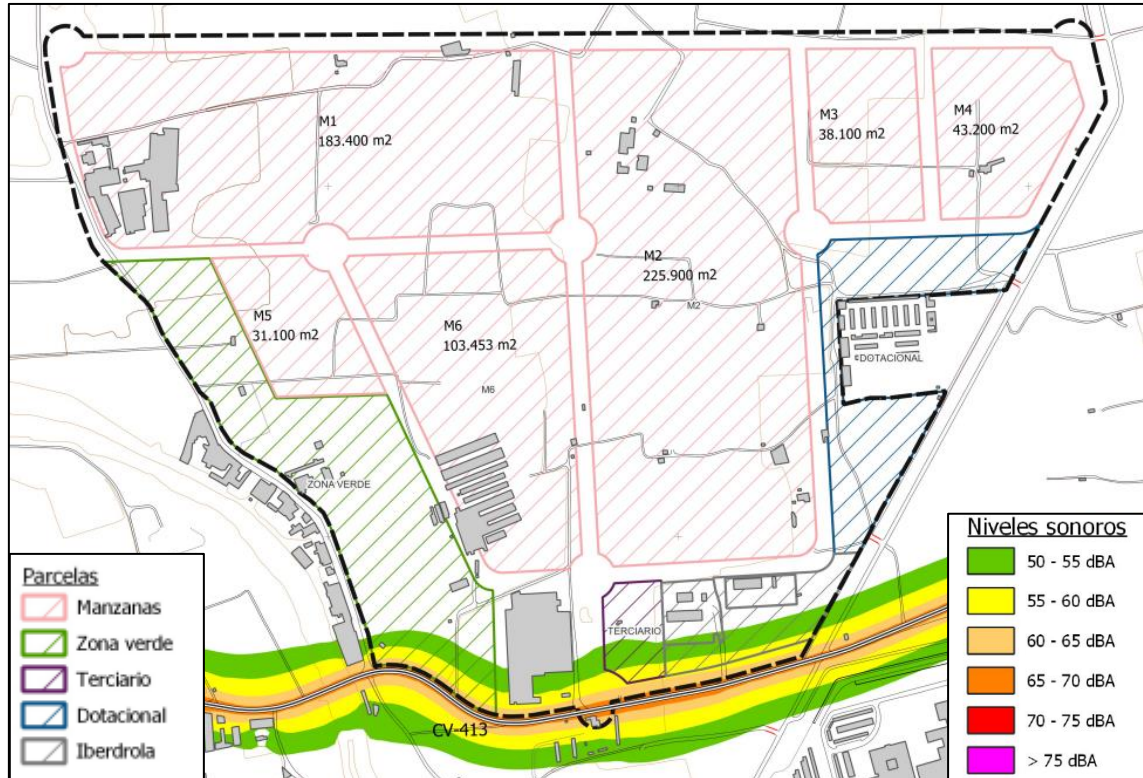 M1
183.400 m2
M3
38.100 m2
M4
43.200 m2
M2
225.900 m2
M2
M5
31.100 m2
M6
103.453 m2
M6
DOTACIONAL
ZONA VERDE
TERCIARIO
CV-413
Parcelas
Manzanas
Zona verde
Terciario
Dotacional
Iberdrola
Niveles sonoros
50 - 55 dBA
55 - 60 dBA
60 - 65 dBA
65 - 70 dBA
70 - 75 dBA
> 75 dBA